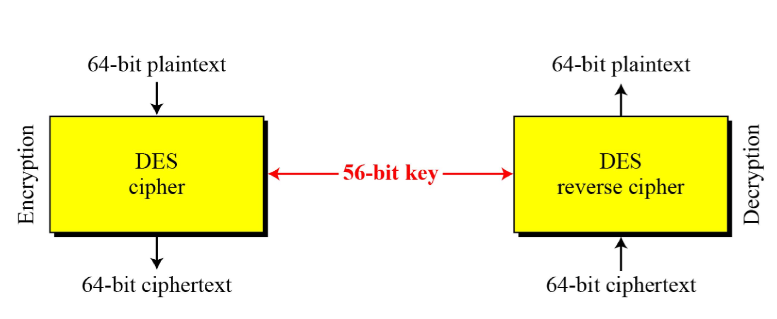 64-bit plaintext
64-bit plaintext
Encryption
DES
cipher
56-bit key
DES
reverse cipher
Decryption
64-bit ciphertext
64-bit ciphertext